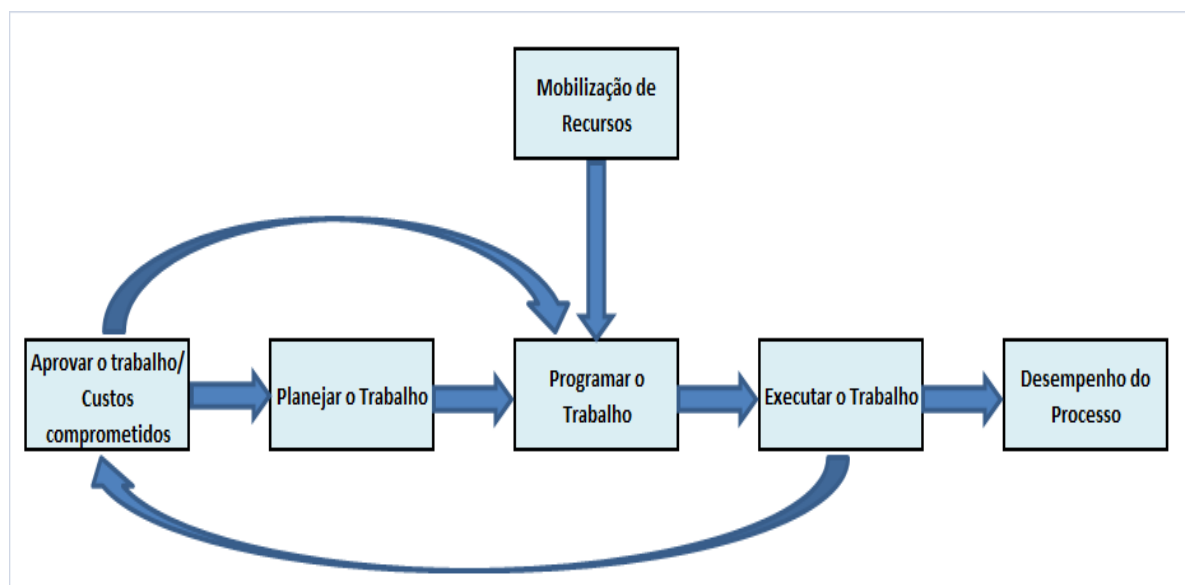 Mobilização de
Recursos
Aprovar o trabalho/
Custos
comprometidos
Planejar o Trabalho
Programar o
Trabalho
Executar o Trabalho
Desempenho do
Processo